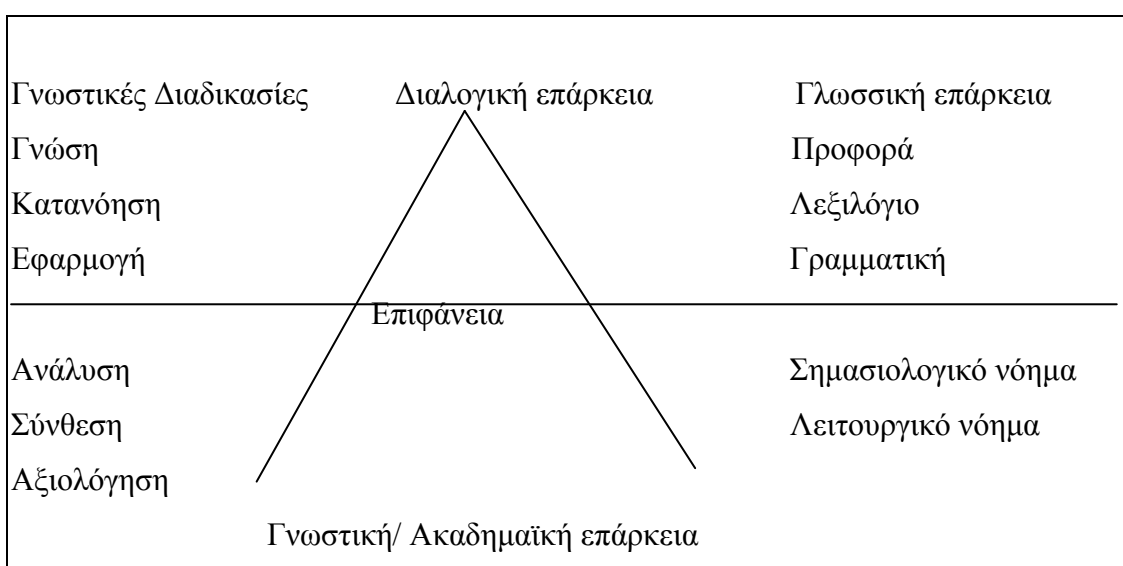 Γνωστικές Διαδικασίες Διαλογική επάρκεια Γλωσσική επάρκεια
Γνώση Προφορά
Κατανόηση Λεξιλόγιο
Εφαρμογή Γραμματική
Επιφάνεια
Ανάλυση Σημασιολογικό νόημα
Σύνθεση Λειτουργικό νόημα
Αξιολόγηση
Γνωστική/ Ακαδημαϊκή επάρκεια